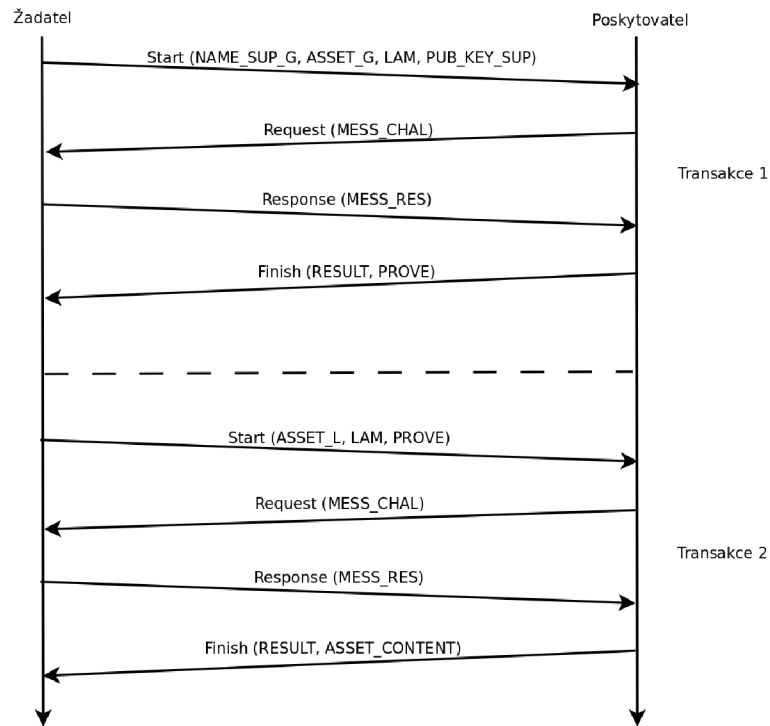 Žadatel
Poskytovatel
Start (NAME_SUP_G, ASSET_G, LAM, PUB_KEY_SUP)
Request (MESS_CHAL)
Transakce 1
Response (MESS_RES)
Finish (RESULT, PROVE)
Start (ASSET_L, LAM, PROVE)
Request (MESS_CHAL)
Transakce 2
Response (MESS_RES)
Finish (RESULT, ASSET_CONTENT)